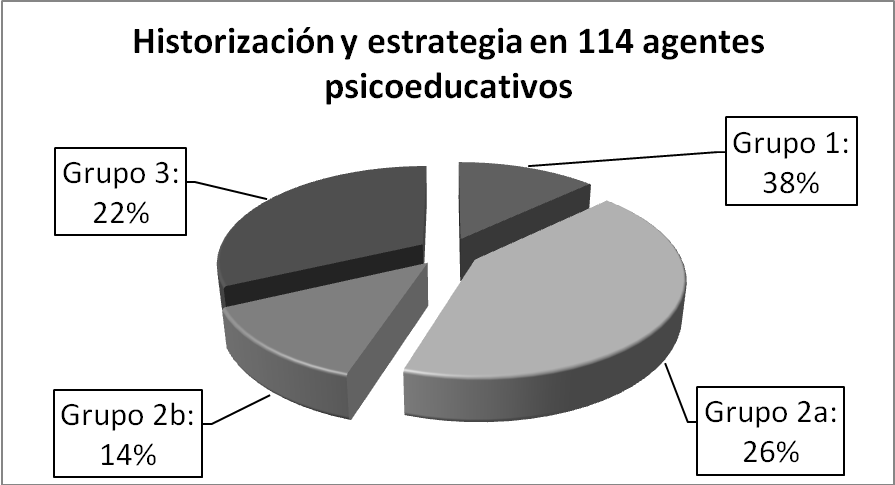 Historización y estrategia en 114 agentes
psicoeducativos
Grupo 1:
38%
Grupo 3:
22%
Grupo 2b:
14%
Grupo 2a:
26%